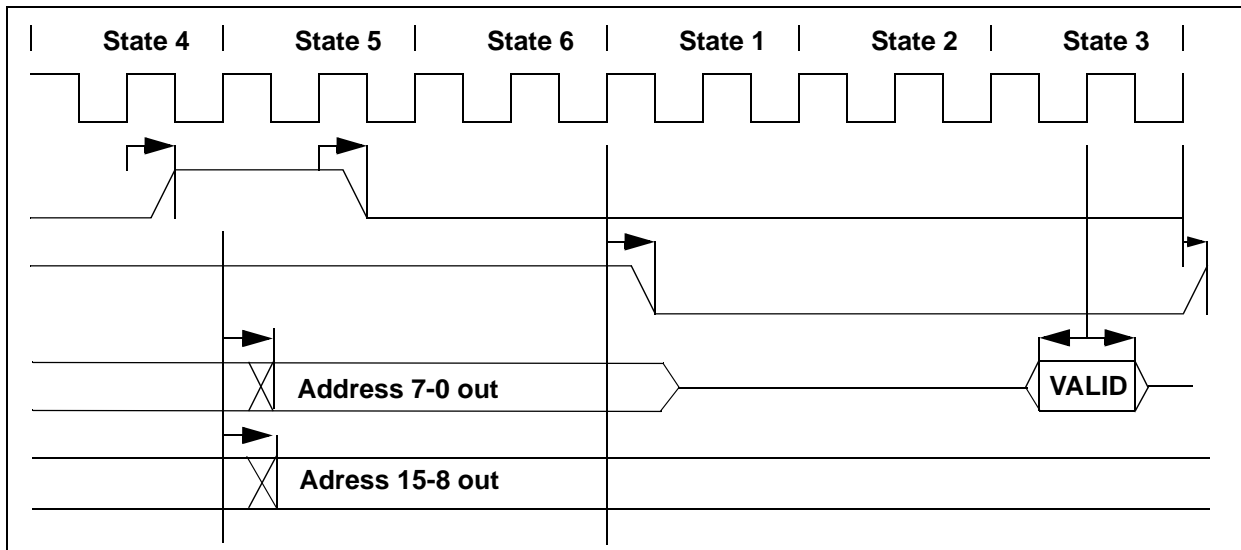 State 4 State 5 State 6 State 1 State 2 State 3
Address 7-0 out VALID
Adress 15-8 out